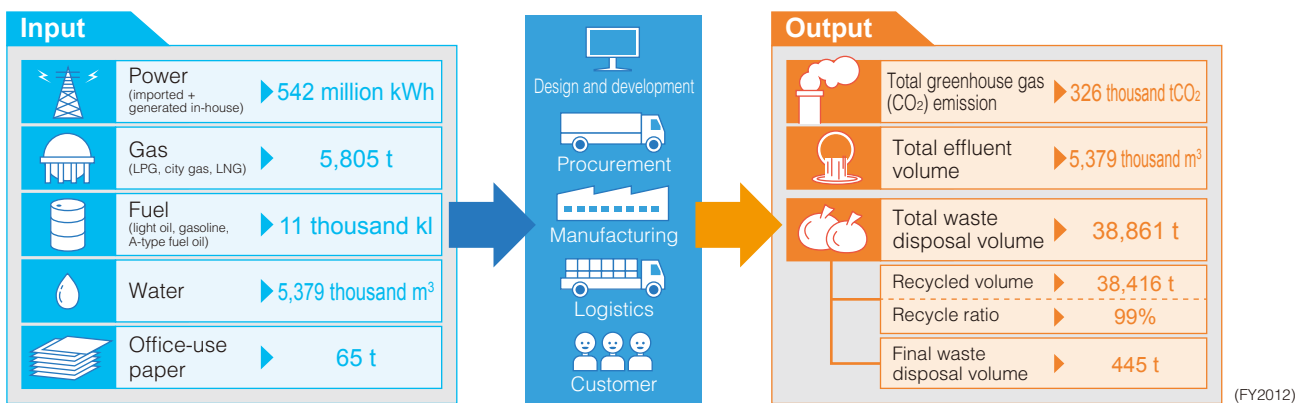 Input
Power
(imported +
generated in-house)
542 million kWh
Gas
(LPG, city gas, LNG)
5,805 t
Fuel
(light oil, gasoline,
A-type fuel oil)
11 thousand kl
Water
5,379 thousand m³
Office-use
paper
65 t
Design and development
Procurement
Manufacturing
Logistics
Customer
Output
Total greenhouse gas
(CO₂) emission
326 thousand tCO₂
Total effluent
volume
5,379 thousand m³
Total waste
disposal volume
38,861 t
Recycled volume
38,416 t
Recycle ratio
99%
Final waste
disposal volume
445 t
(FY2012)